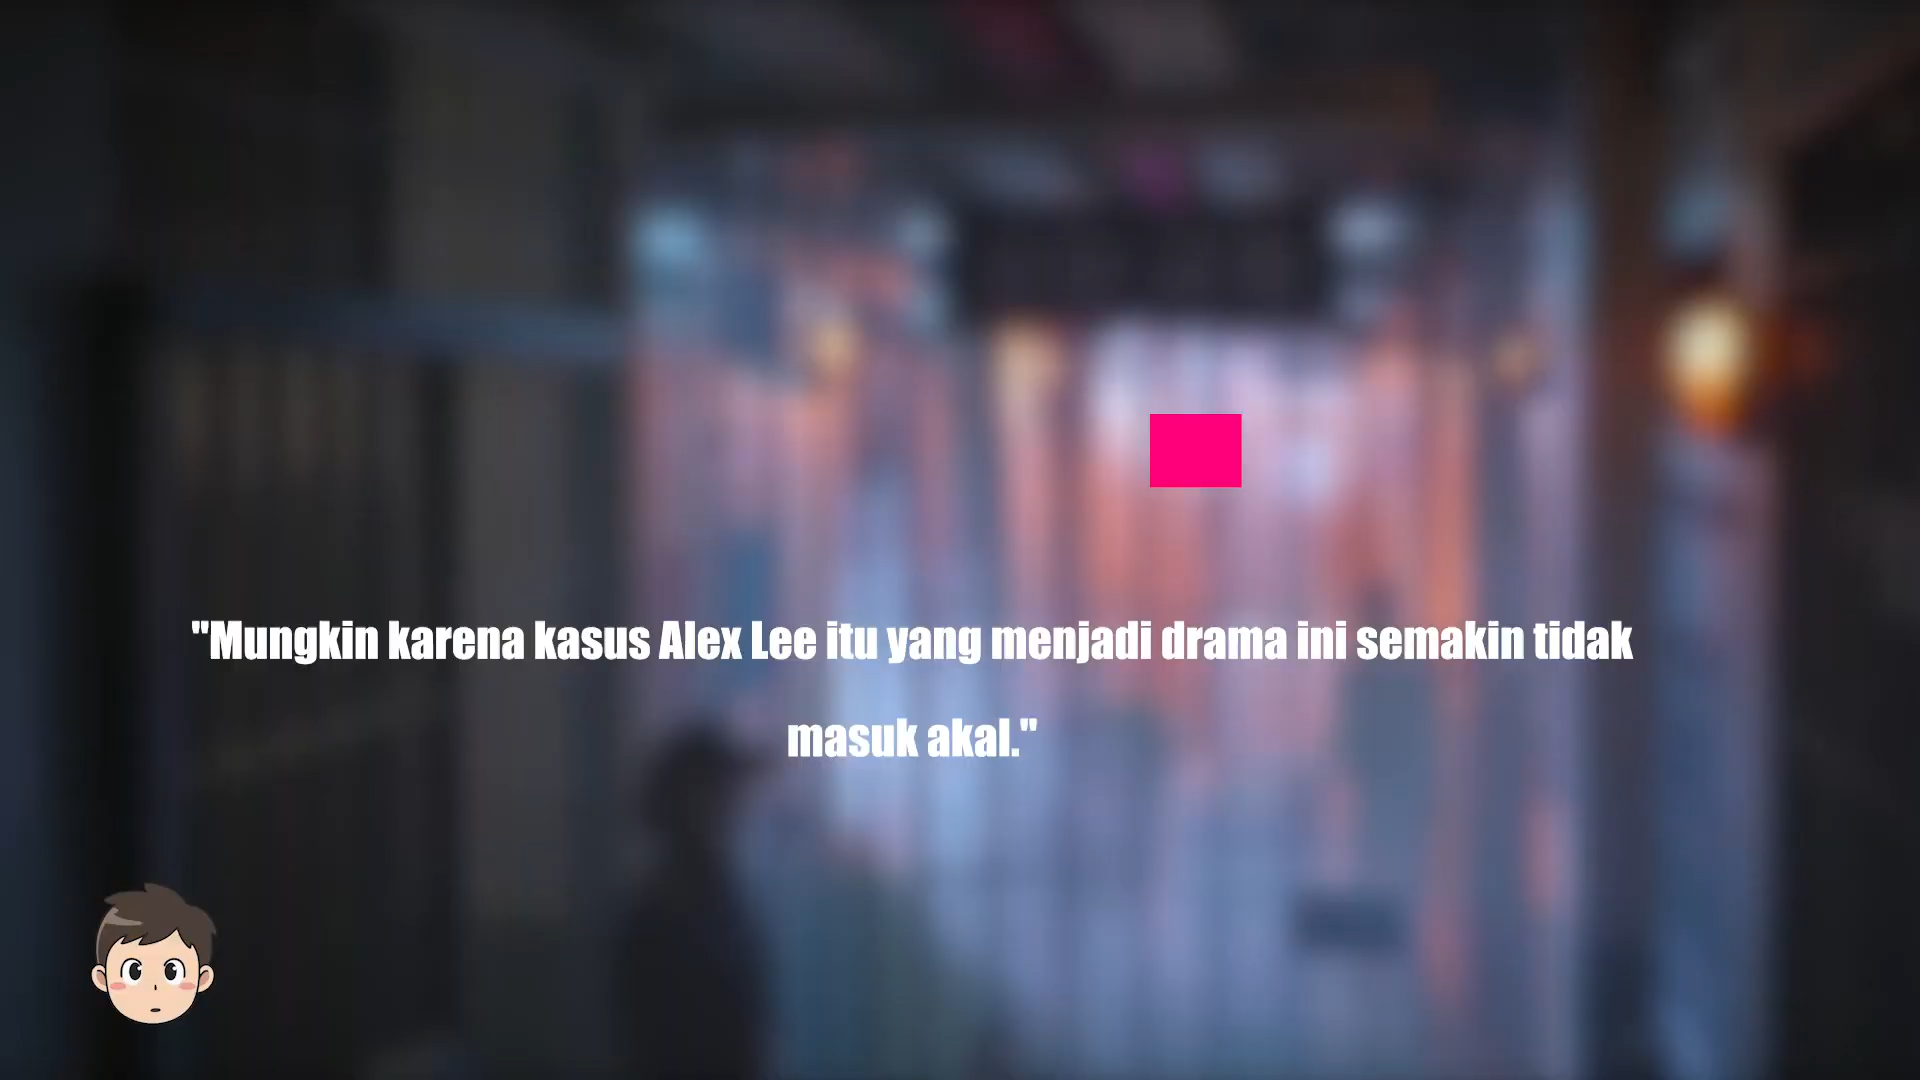 "Mungkin karena kasus Alex Lee itu yang menjadi drama ini semakin tidak
masuk akal."